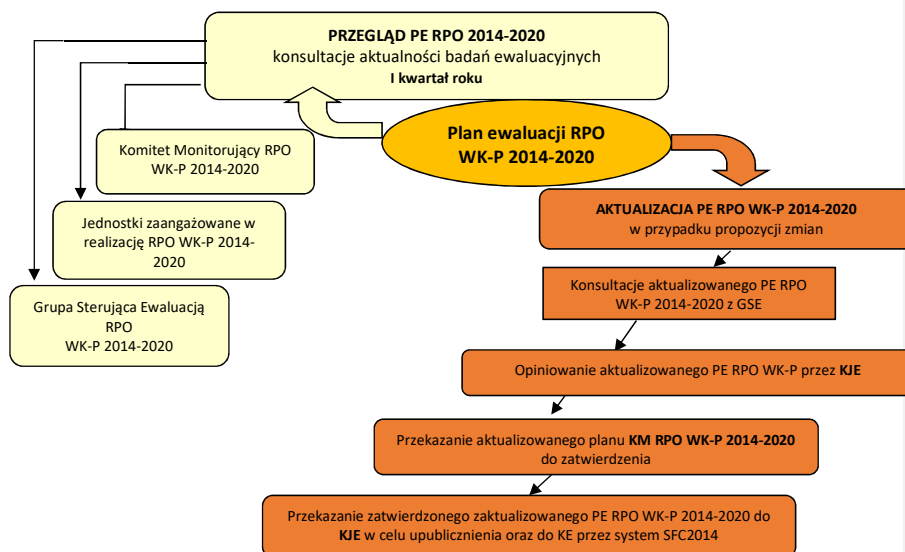 PRZEGLĄD PE RPO 2014-2020
konsultacje aktualności badań ewaluacyjnych
I kwartał roku
Plan ewaluacji RPO
WK-P 2014-2020
Komitet Monitorujący RPO
WK-P 2014-2020
Jednostki zaangażowane w
realizację RPO WK-P 2014-
2020
Grupa Sterująca Ewaluacją
RPO
WK-P 2014-2020
AKTUALIZACJA PE RPO WK-P 2014-2020
w przypadku propozycji zmian
Konsultacje aktualizowanego PE RPO
WK-P 2014-2020 z GSE
Opiniowanie aktualizowanego PE RPO WK-P przez KJE
Przekazanie aktualizowanego planu KM RPO WK-P 2014-2020
do zatwierdzenia
Przekazanie zatwierdzonego zaktualizowanego PE RPO WK-P 2014-2020 do
KJE w celu upublicznienia oraz do KE przez system SFC2014